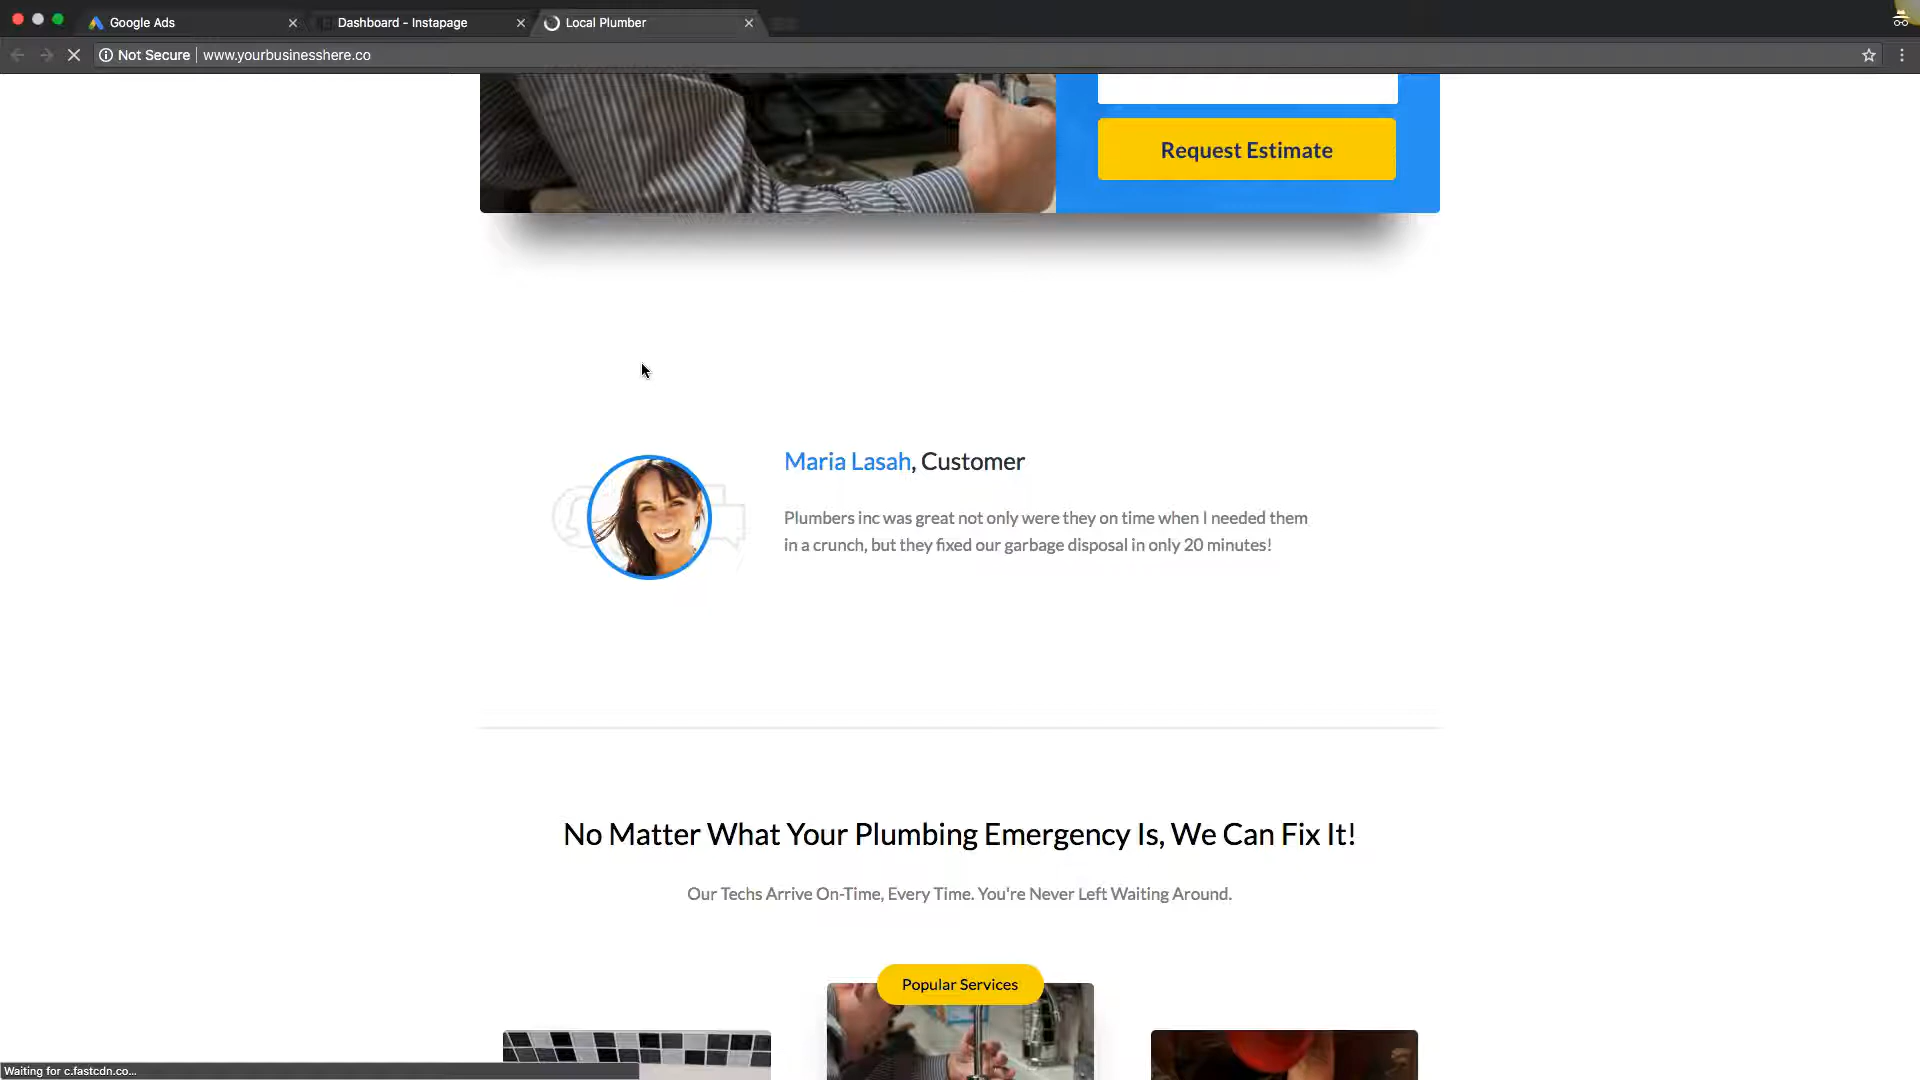 Google Ads
Dashboard - Instapage
Local Plumber
Not Secure
www.yourbusinesshere.co
Request Estimate
Maria Lasah, Customer
Plumbers inc was great not only were they on time when I needed them
in a crunch, but they fixed our garbage disposal in only 20 minutes!
No Matter What Your Plumbing Emergency Is, We Can Fix It!
Our Techs Arrive On-Time, Every Time. You're Never Left Waiting Around.
Popular Services
Waiting for c.fastcdn.co...